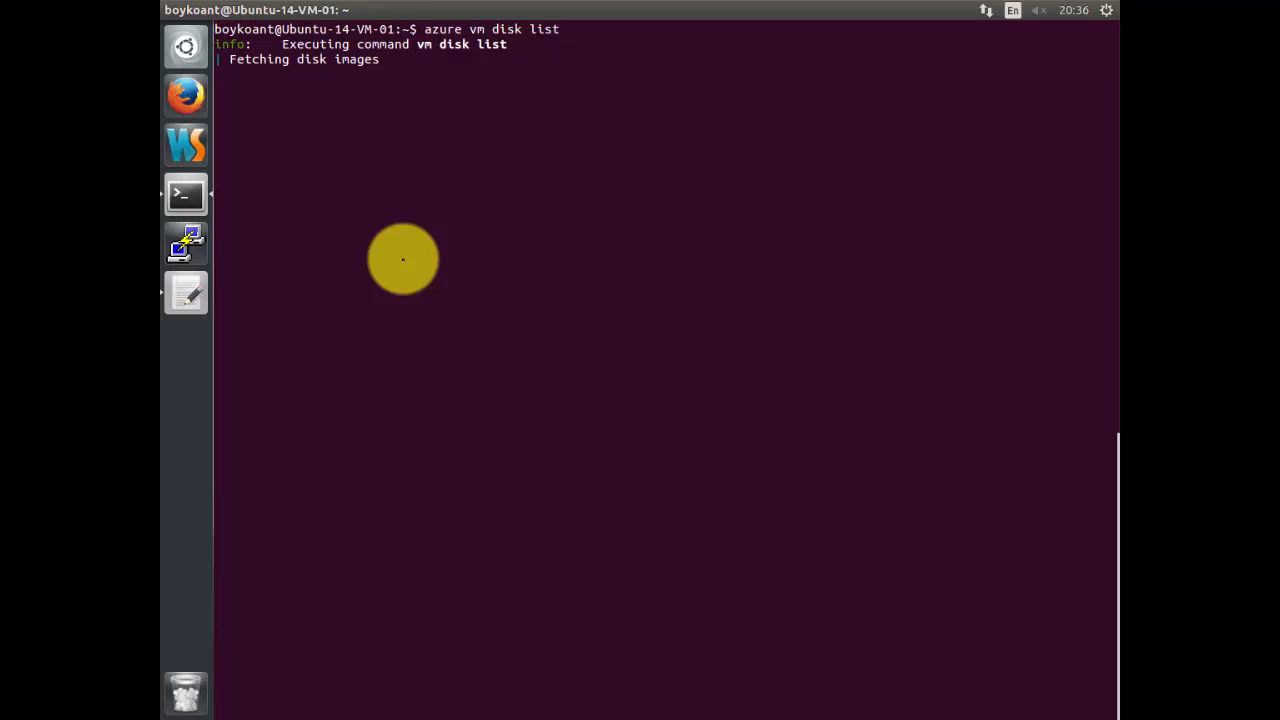 boykoant@Ubuntu-14-VM-01: ~
En
20:36
boykoant@Ubuntu-14-VM-01:~$ azure vm disk list
info:    Executing command vm disk list
| Fetching disk images
WS
>_